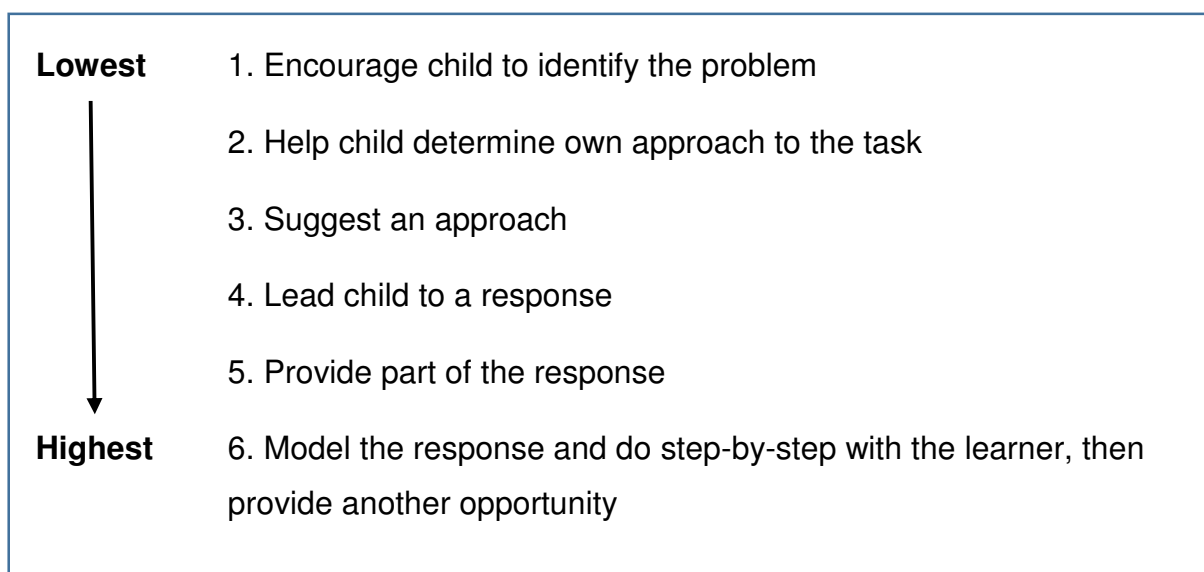 Lowest 1. Encourage child to identify the problem
2. Help child determine own approach to the task
3. Suggest an approach
4. Lead child to a response
5. Provide part of the response
Highest 6. Model the response and do step-by-step with the learner, then
provide another opportunity